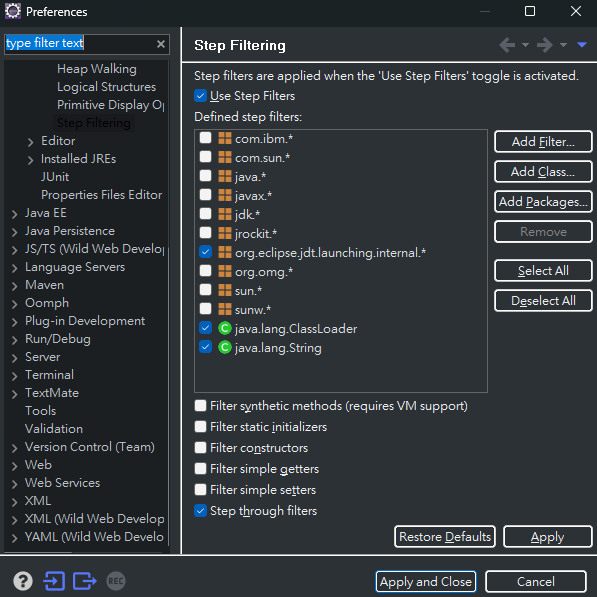 Preferences
type filter text
Step Filtering
Heap Walking
Logical Structures
Primitive Display Op
Step Filtering
Editor
Installed JREs
JUnit
Properties Files Editor
Java EE
Java Persistence
JS/TS (Wild Web Develo
Language Servers
Maven
Oomph
Plug-in Development
Run/Debug
Server
Terminal
TextMate
Tools
Validation
Version Control (Team)
Web
Web Services
XML
XML (Wild Web Develop
YAML (Wild Web Develo
Step filters are applied when the 'Use Step Filters' toggle is activated.
Use Step Filters
Defined step filters:
com.ibm.*
com.sun.*
java.*
javax.*
jdk.*
jrockit.*
org.eclipse.jdt.launching.internal.*
org.omg.*
sun.*
sunw.*
C java.lang.ClassLoader
C java.lang.String
Add Filter...
Add Class...
Add Packages...
Remove
Select All
Deselect All
Filter synthetic methods (requires VM support)
Filter static initializers
Filter constructors
Filter simple getters
Filter simple setters
Step through filters
Restore Defaults
Apply
? REC
Apply and Close
Cancel